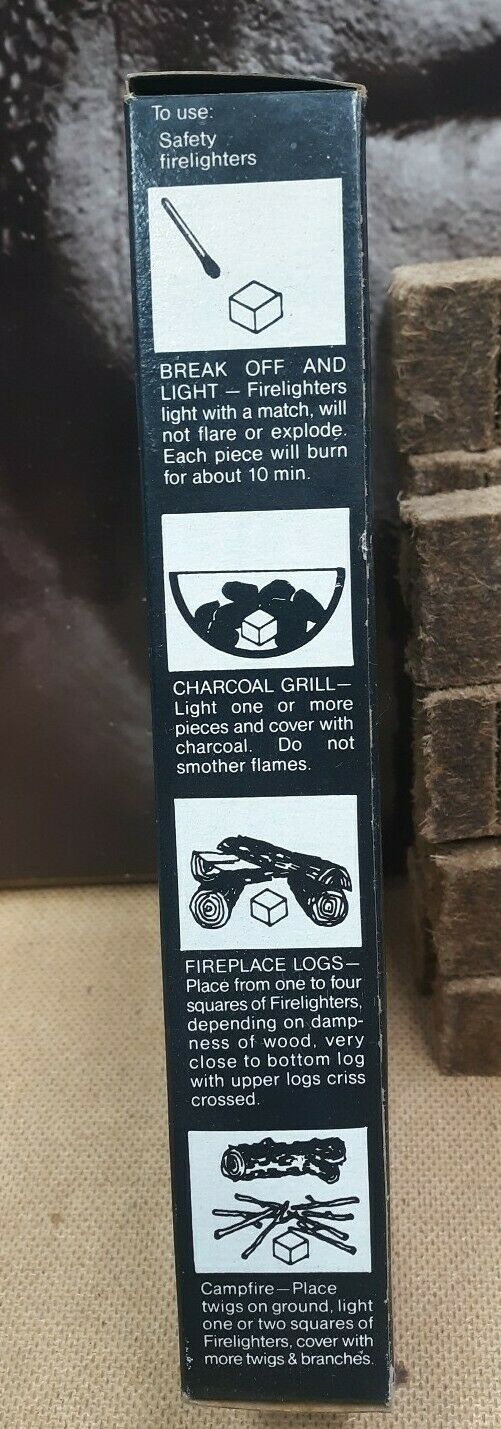 To use:
Safety
firelighters
BREAK OFF AND
LIGHT — Firelighters
light with a match, will
not flare or explode.
Each piece will burn
for about 10 min.
CHARCOAL GRILL—
Light one or more
pieces and cover with
charcoal. Do not
smother flames.
FIREPLACE LOGS—
Place from one to four
squares of Firelighters,
depending on damp-
ness of wood, very
close to bottom log
with upper logs criss
crossed.
Campfire—Place
twigs on ground, light
one or two squares of
Firelighters, cover with
more twigs & branches.